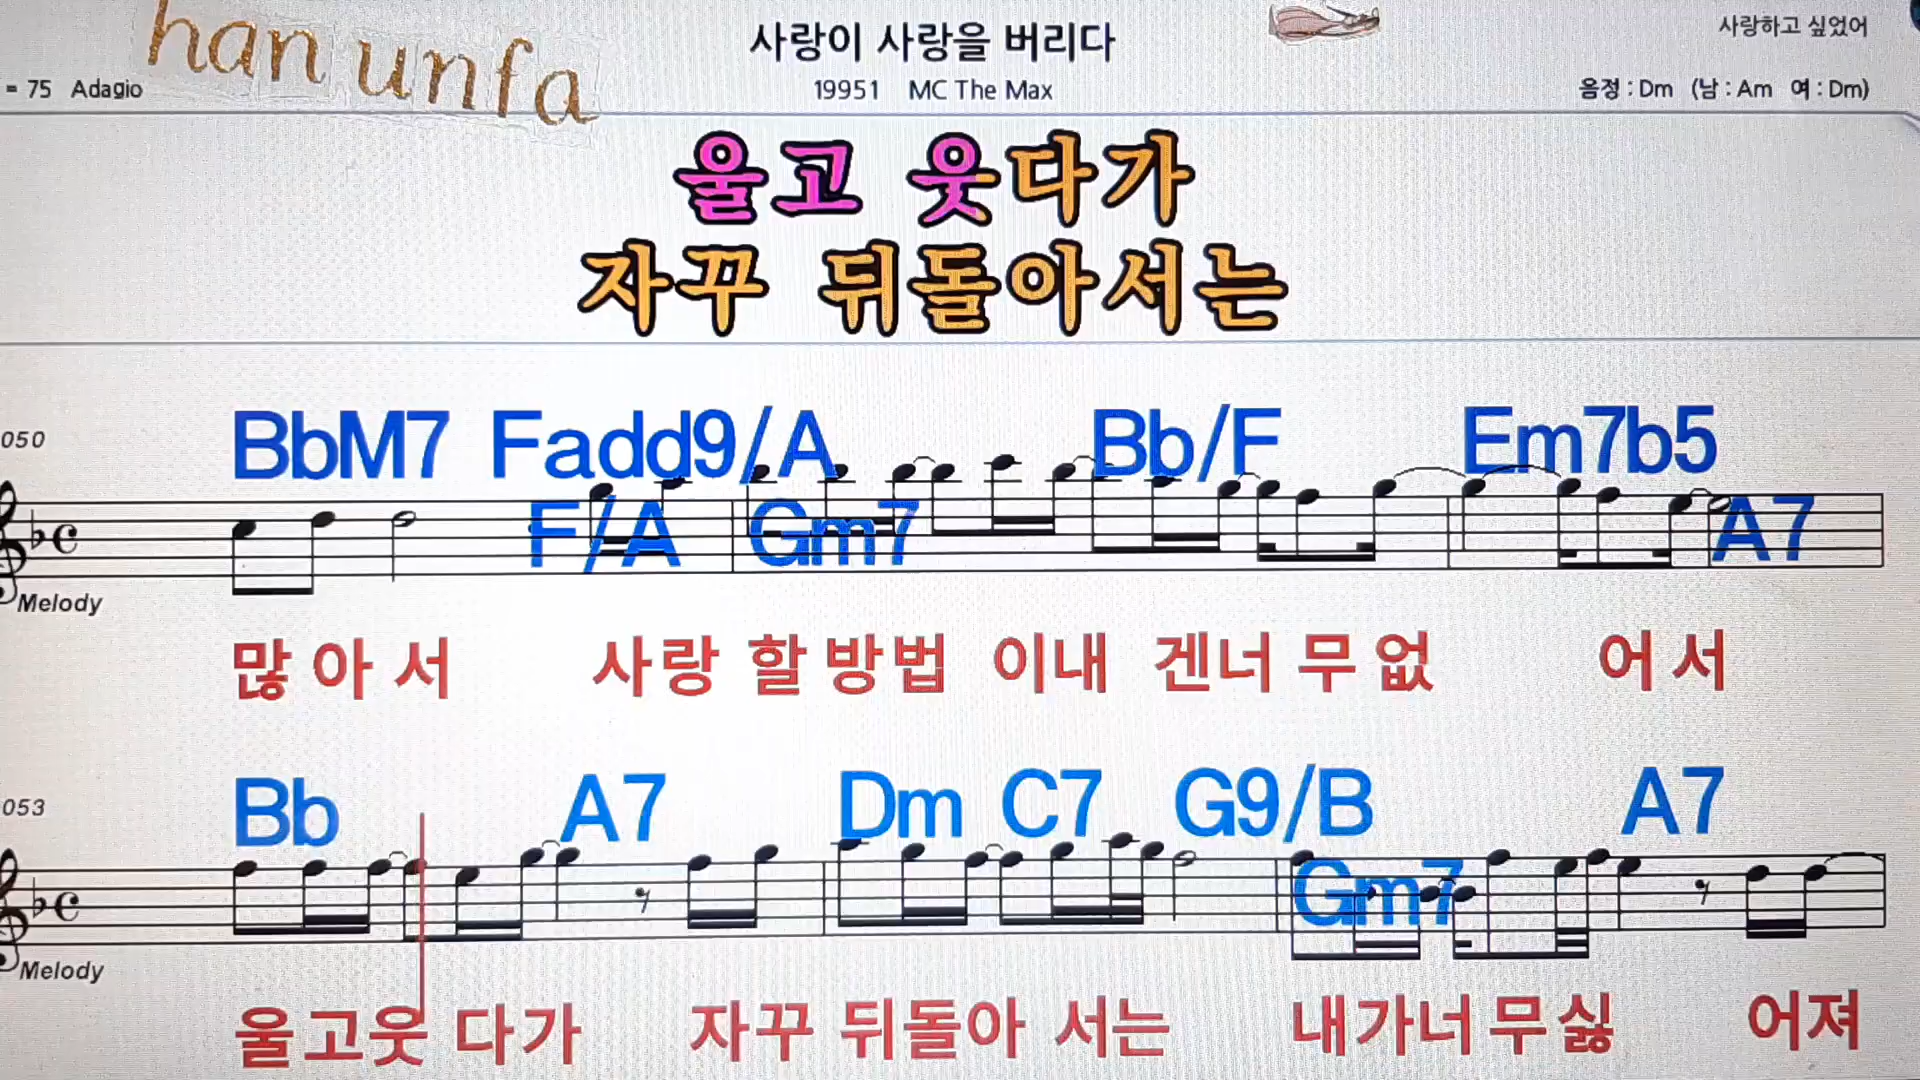 han unfa
사랑이 사랑을 버리다
사랑하고 싶었어
= 75 Adagio
19951 MC The Max
음정 : Dm (남 : Am 여 : Dm)
울고 웃다가
자꾸 뒤돌아서는
050
BbM7 Fadd9/A Bb/F Em7b5
F/A Gm7 A7
Melody
많 아 서 사랑 할방법 이내 겐너 무 없 어 서
053
Bb A7 Dm C7 G9/B A7
Gm7
Melody
울고웃 다가 자꾸 뒤돌아 서는 내가너무싫 어져